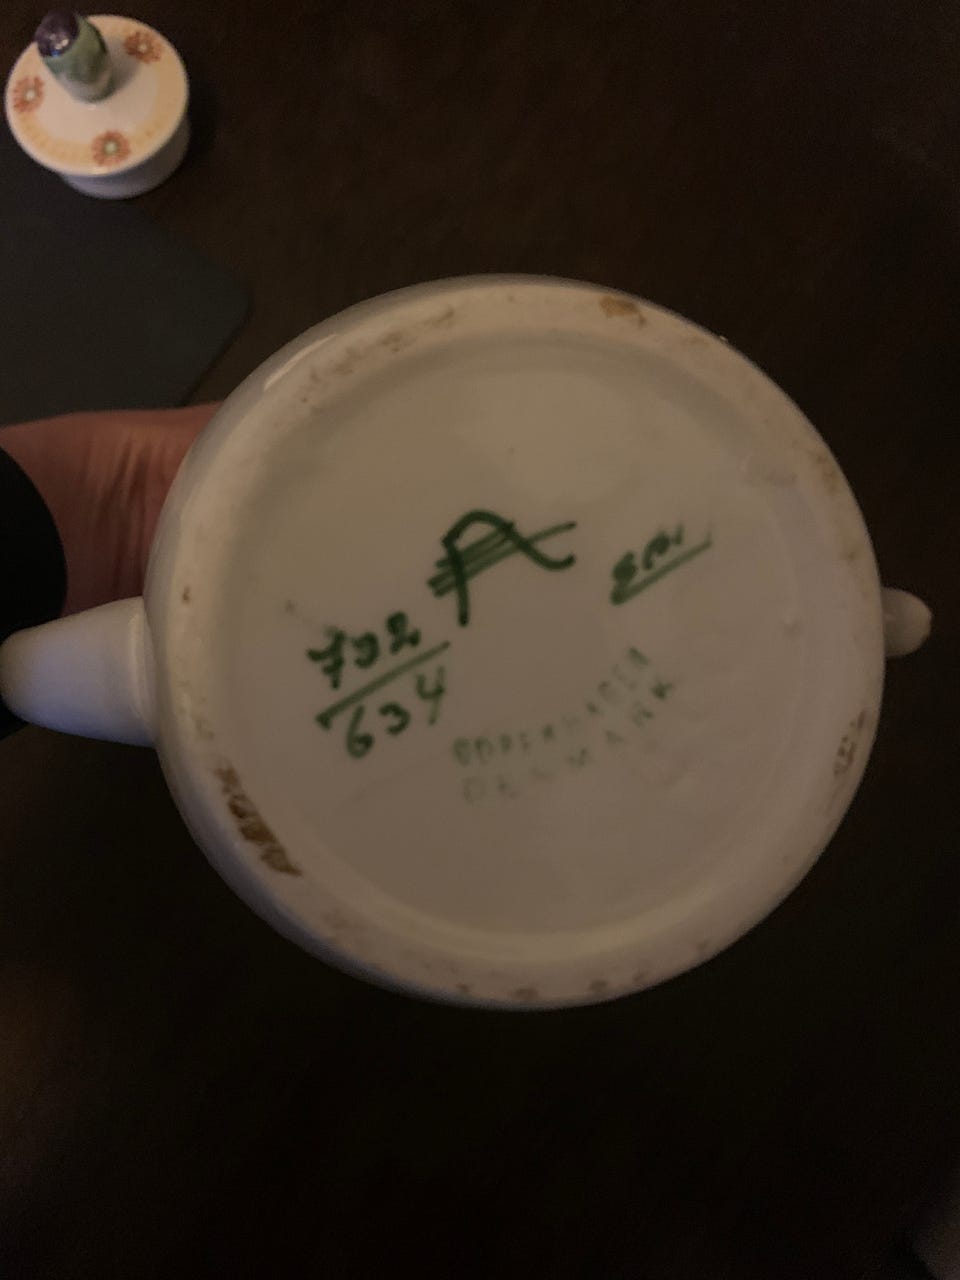 A
732
634
COPENHAGEN
DENMARK